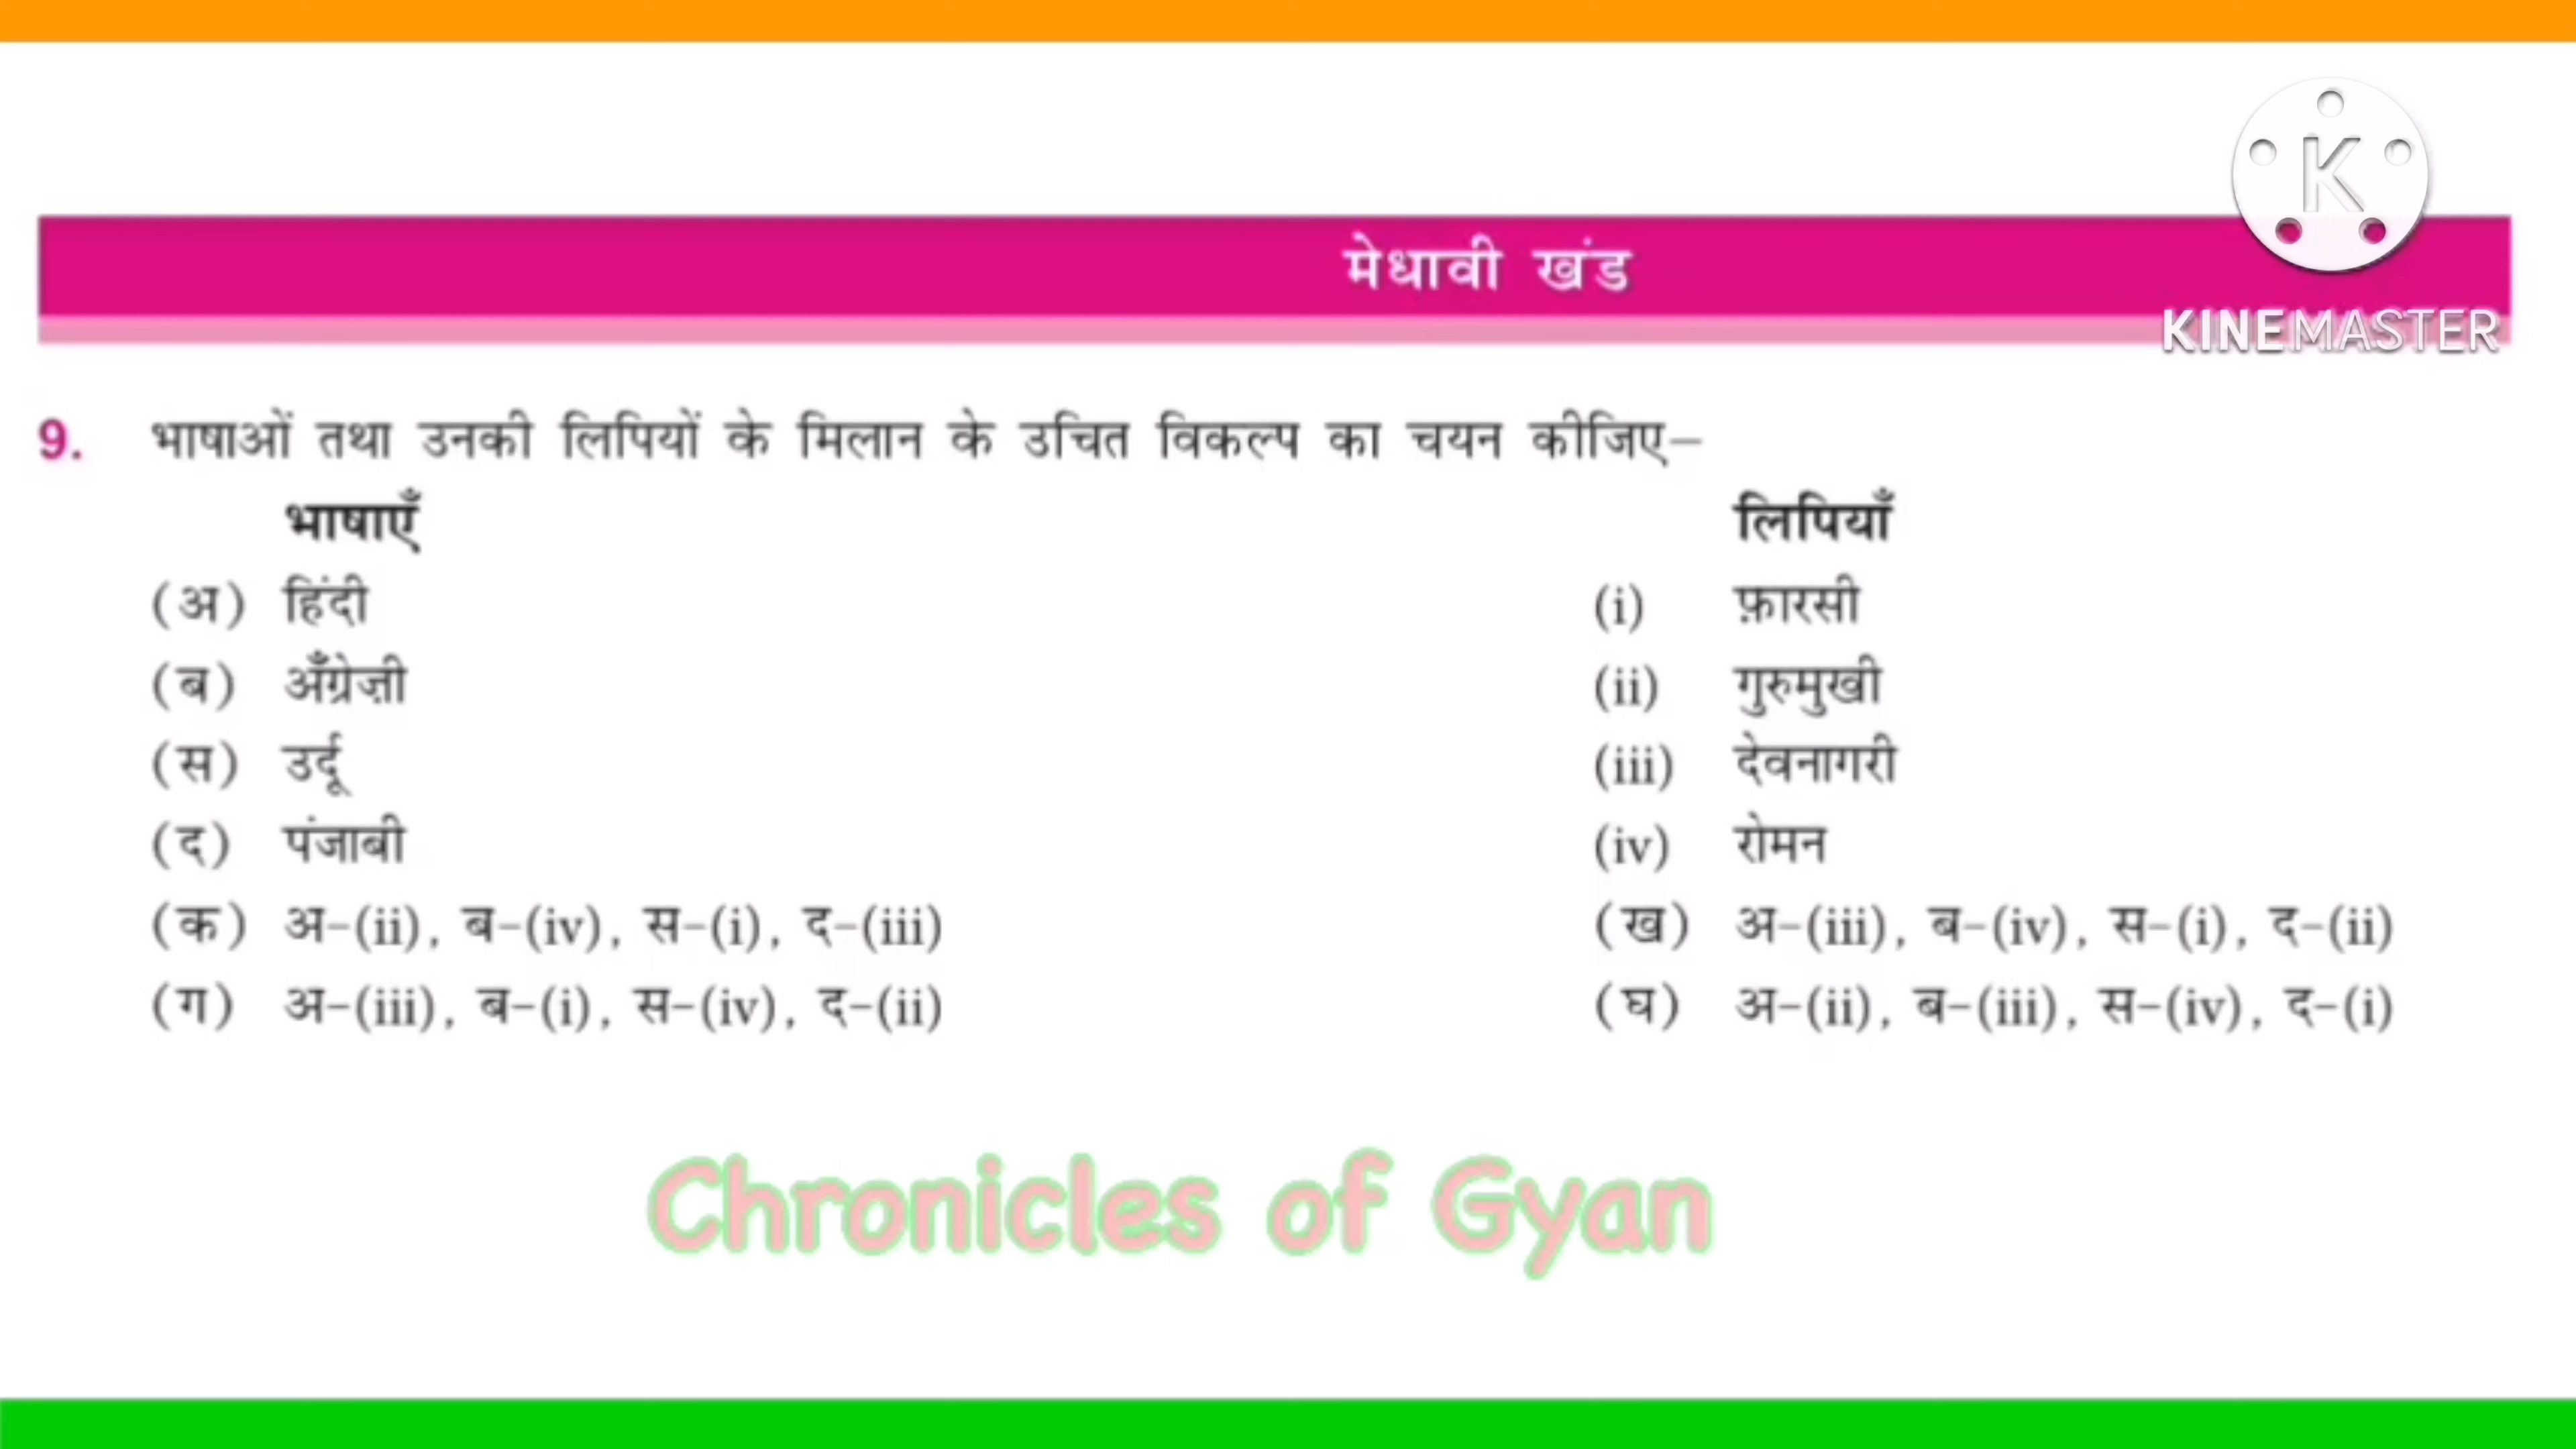 K
KINEMASTER
मेधावी खंड
9. भाषाओं तथा उनकी लिपियों के मिलान के उचित विकल्प का चयन कीजिए–
भाषाएँ लिपियाँ
(अ) हिंदी (i) फ़ारसी
(ब) अँग्रेज़ी (ii) गुरुमुखी
(स) उर्दू (iii) देवनागरी
(द) पंजाबी (iv) रोमन
(क) अ–(ii), ब–(iv), स–(i), द–(iii) (ख) अ–(iii), ब–(iv), स–(i), द–(ii)
(ग) अ–(iii), ब–(i), स–(iv), द–(ii) (घ) अ–(ii), ब–(iii), स–(iv), द–(i)
Chronicles of Gyan